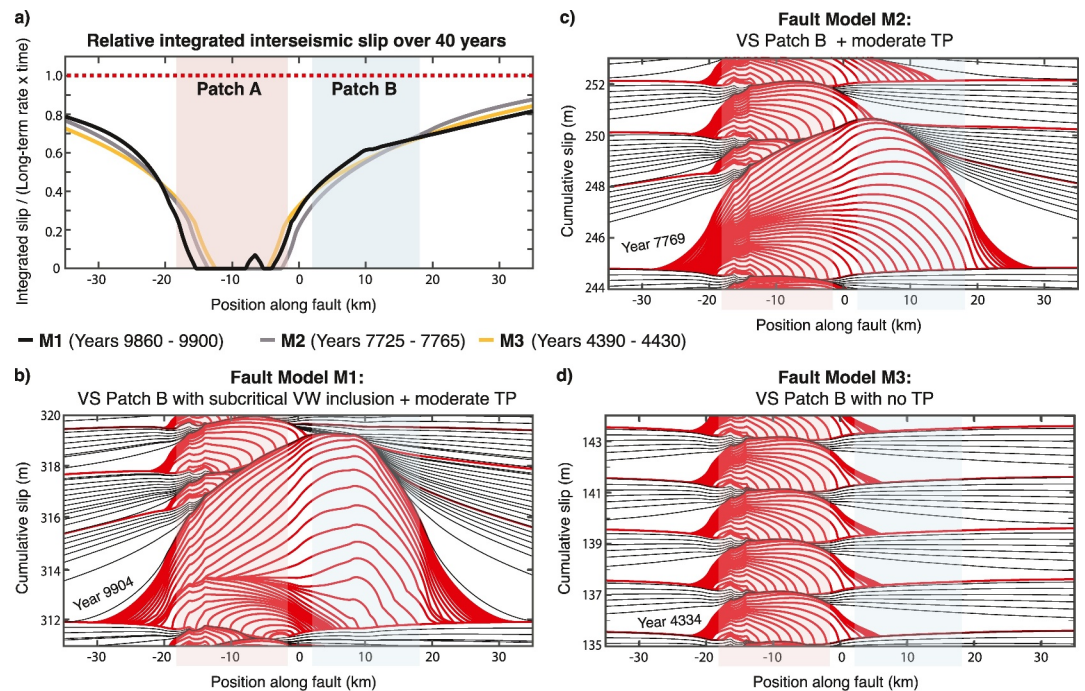 a)
Relative integrated interseismic slip over 40 years
Integrated slip / (Long-term rate x time)
1.0
0.8
0.6
0.4
0.2
0
Patch A
Patch B
-30
-20
-10
0
10
20
30
Position along fault (km)
M1 (Years 9860 - 9900)
M2 (Years 7725 - 7765)
M3 (Years 4390 - 4430)
b)
Fault Model M1:
VS Patch B with subcritical VW inclusion + moderate TP
Cumulative slip (m)
320
318
316
314
312
Year 9904
-30
-20
-10
0
10
20
30
Position along fault (km)
c)
Fault Model M2:
VS Patch B + moderate TP
Cumulative slip (m)
252
250
248
246
244
Year 7769
-30
-20
-10
0
10
20
30
Position along fault (km)
d)
Fault Model M3:
VS Patch B with no TP
Cumulative slip (m)
143
141
139
137
135
Year 4334
-30
-20
-10
0
10
20
30
Position along fault (km)